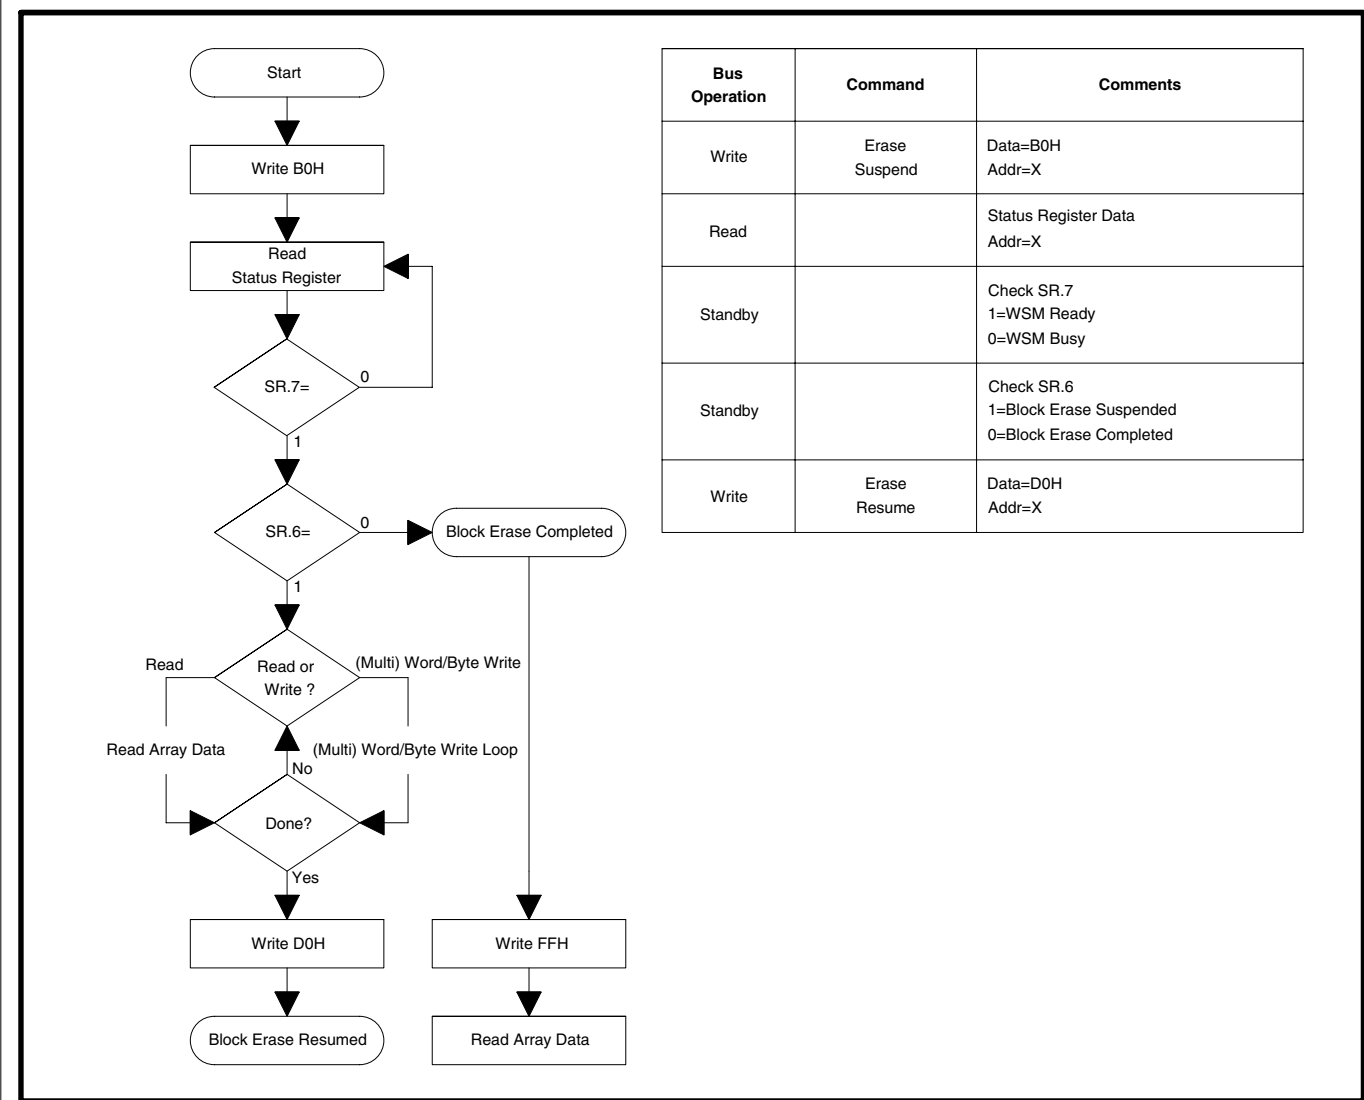 Start
Write B0H
Read
Status Register
SR.7=
0
1
SR.6=
0
Block Erase Completed
1
Read or
Write ?
Read
(Multi) Word/Byte Write
Read Array Data
(Multi) Word/Byte Write Loop
No
Done?
Yes
Write D0H
Write FFH
Block Erase Resumed
Read Array Data
Bus
Operation
Command
Comments
Write
Erase
Suspend
Data=B0H
Addr=X
Read
Status Register Data
Addr=X
Standby
Check SR.7
1=WSM Ready
0=WSM Busy
Standby
Check SR.6
1=Block Erase Suspended
0=Block Erase Completed
Write
Erase
Resume
Data=D0H
Addr=X